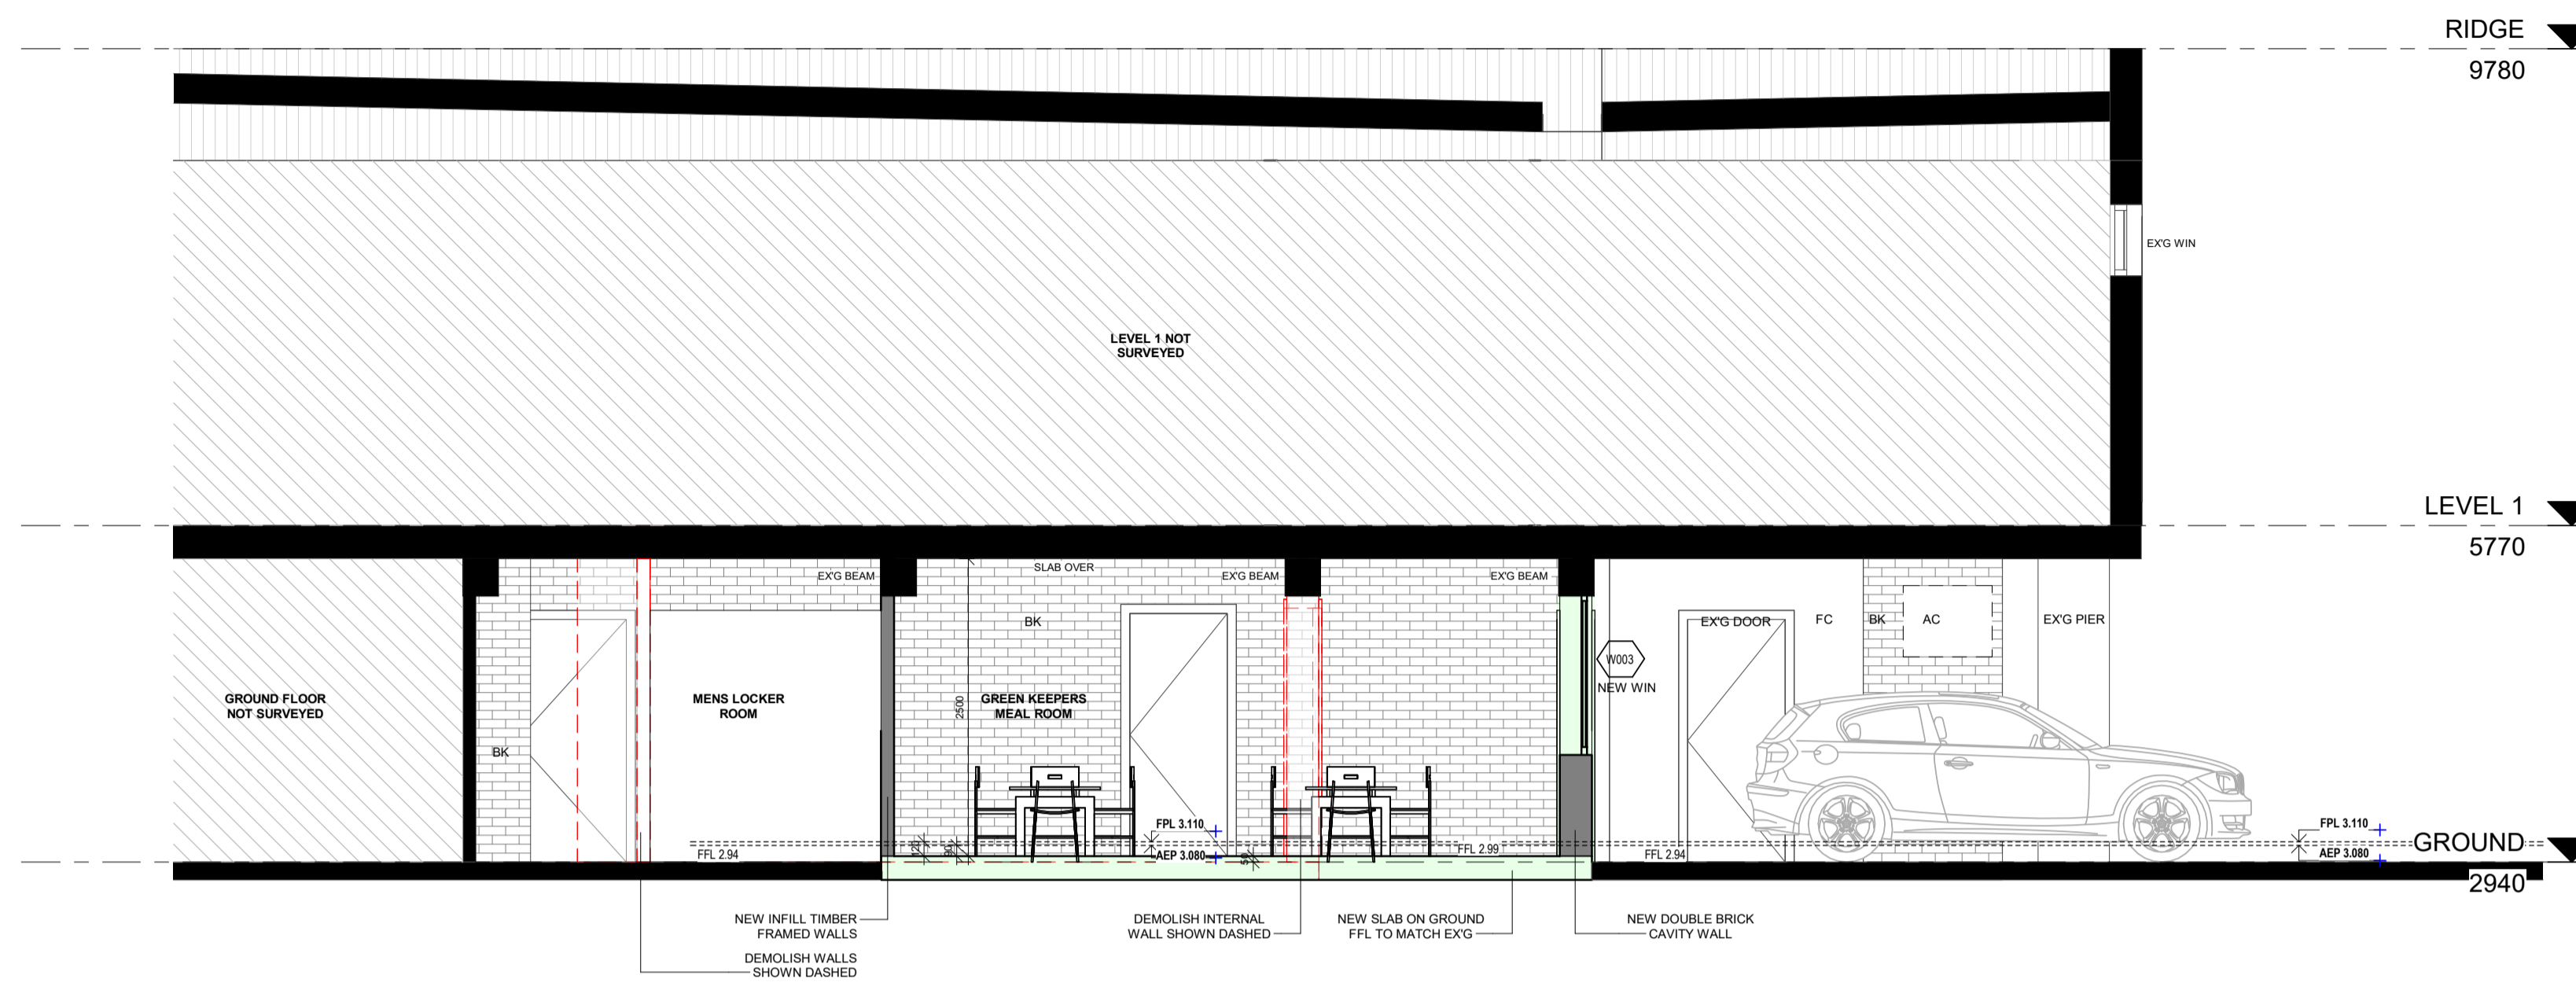 RIDGE
9780
EX'G WIN
LEVEL 1 NOT
SURVEYED
LEVEL 1
5770
EX'G BEAM
SLAB OVER
EX'G BEAM
EX'G BEAM
BK
EX'G DOOR
FC
BK
AC
EX'G PIER
W003
NEW WIN
GROUND FLOOR
NOT SURVEYED
MENS LOCKER
ROOM
2500
GREEN KEEPERS
MEAL ROOM
BK
FPL 3.110
AEP 3.080
FFL 2.94
120
90
50
FFL 2.99
FFL 2.94
FPL 3.110
AEP 3.080
GROUND
2940
NEW INFILL TIMBER
FRAMED WALLS
DEMOLISH INTERNAL
WALL SHOWN DASHED
NEW SLAB ON GROUND
FFL TO MATCH EX'G
NEW DOUBLE BRICK
CAVITY WALL
DEMOLISH WALLS
SHOWN DASHED